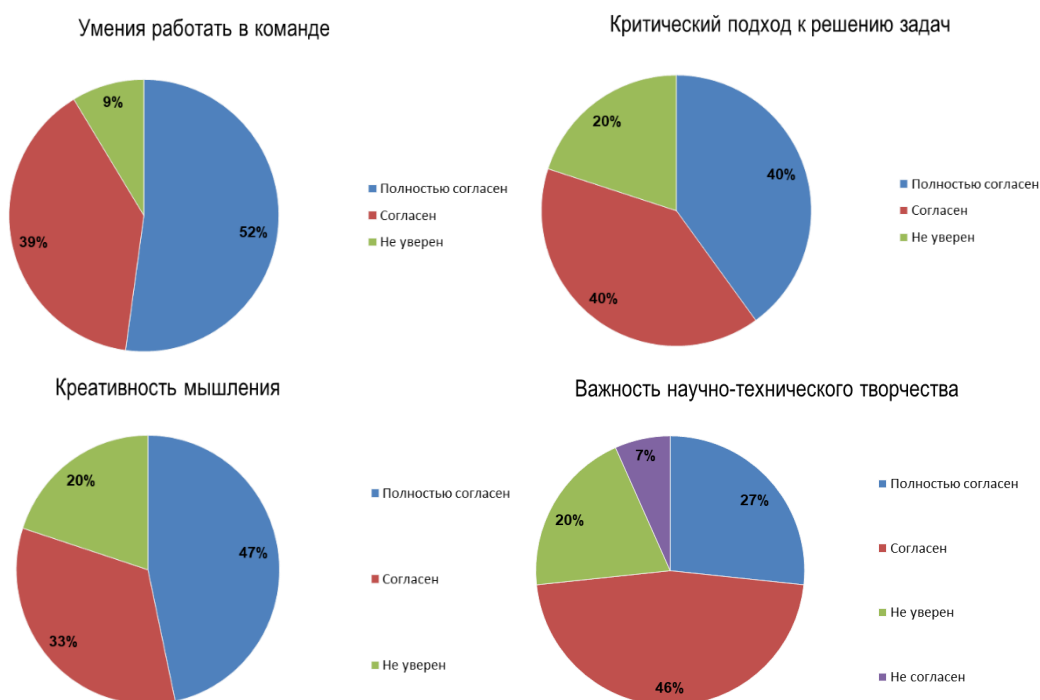 Умения работать в команде
9%
39%
52%
Полностью согласен
Согласен
Не уверен
Критический подход к решению задач
20%
40%
40%
Полностью согласен
Согласен
Не уверен
Креативность мышления
20%
47%
33%
Полностью согласен
Согласен
Не уверен
Важность научно-технического творчества
7%
27%
20%
46%
Полностью согласен
Согласен
Не уверен
Не согласен